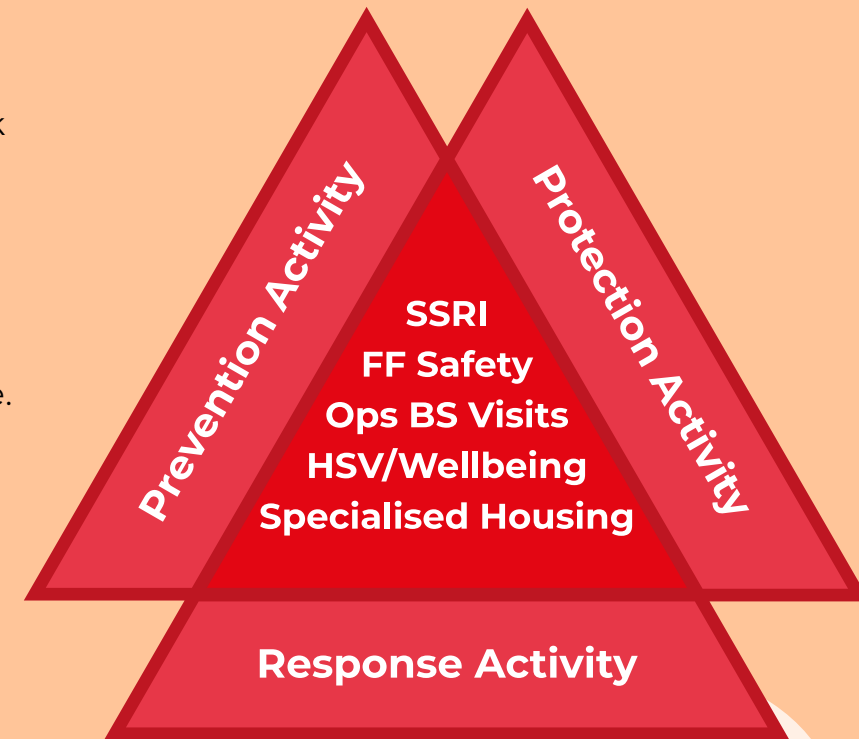 Prevention Activity
Protection Activity
SSRI
FF Safety
Ops BS Visits
HSV/Wellbeing
Specialised Housing
Response Activity